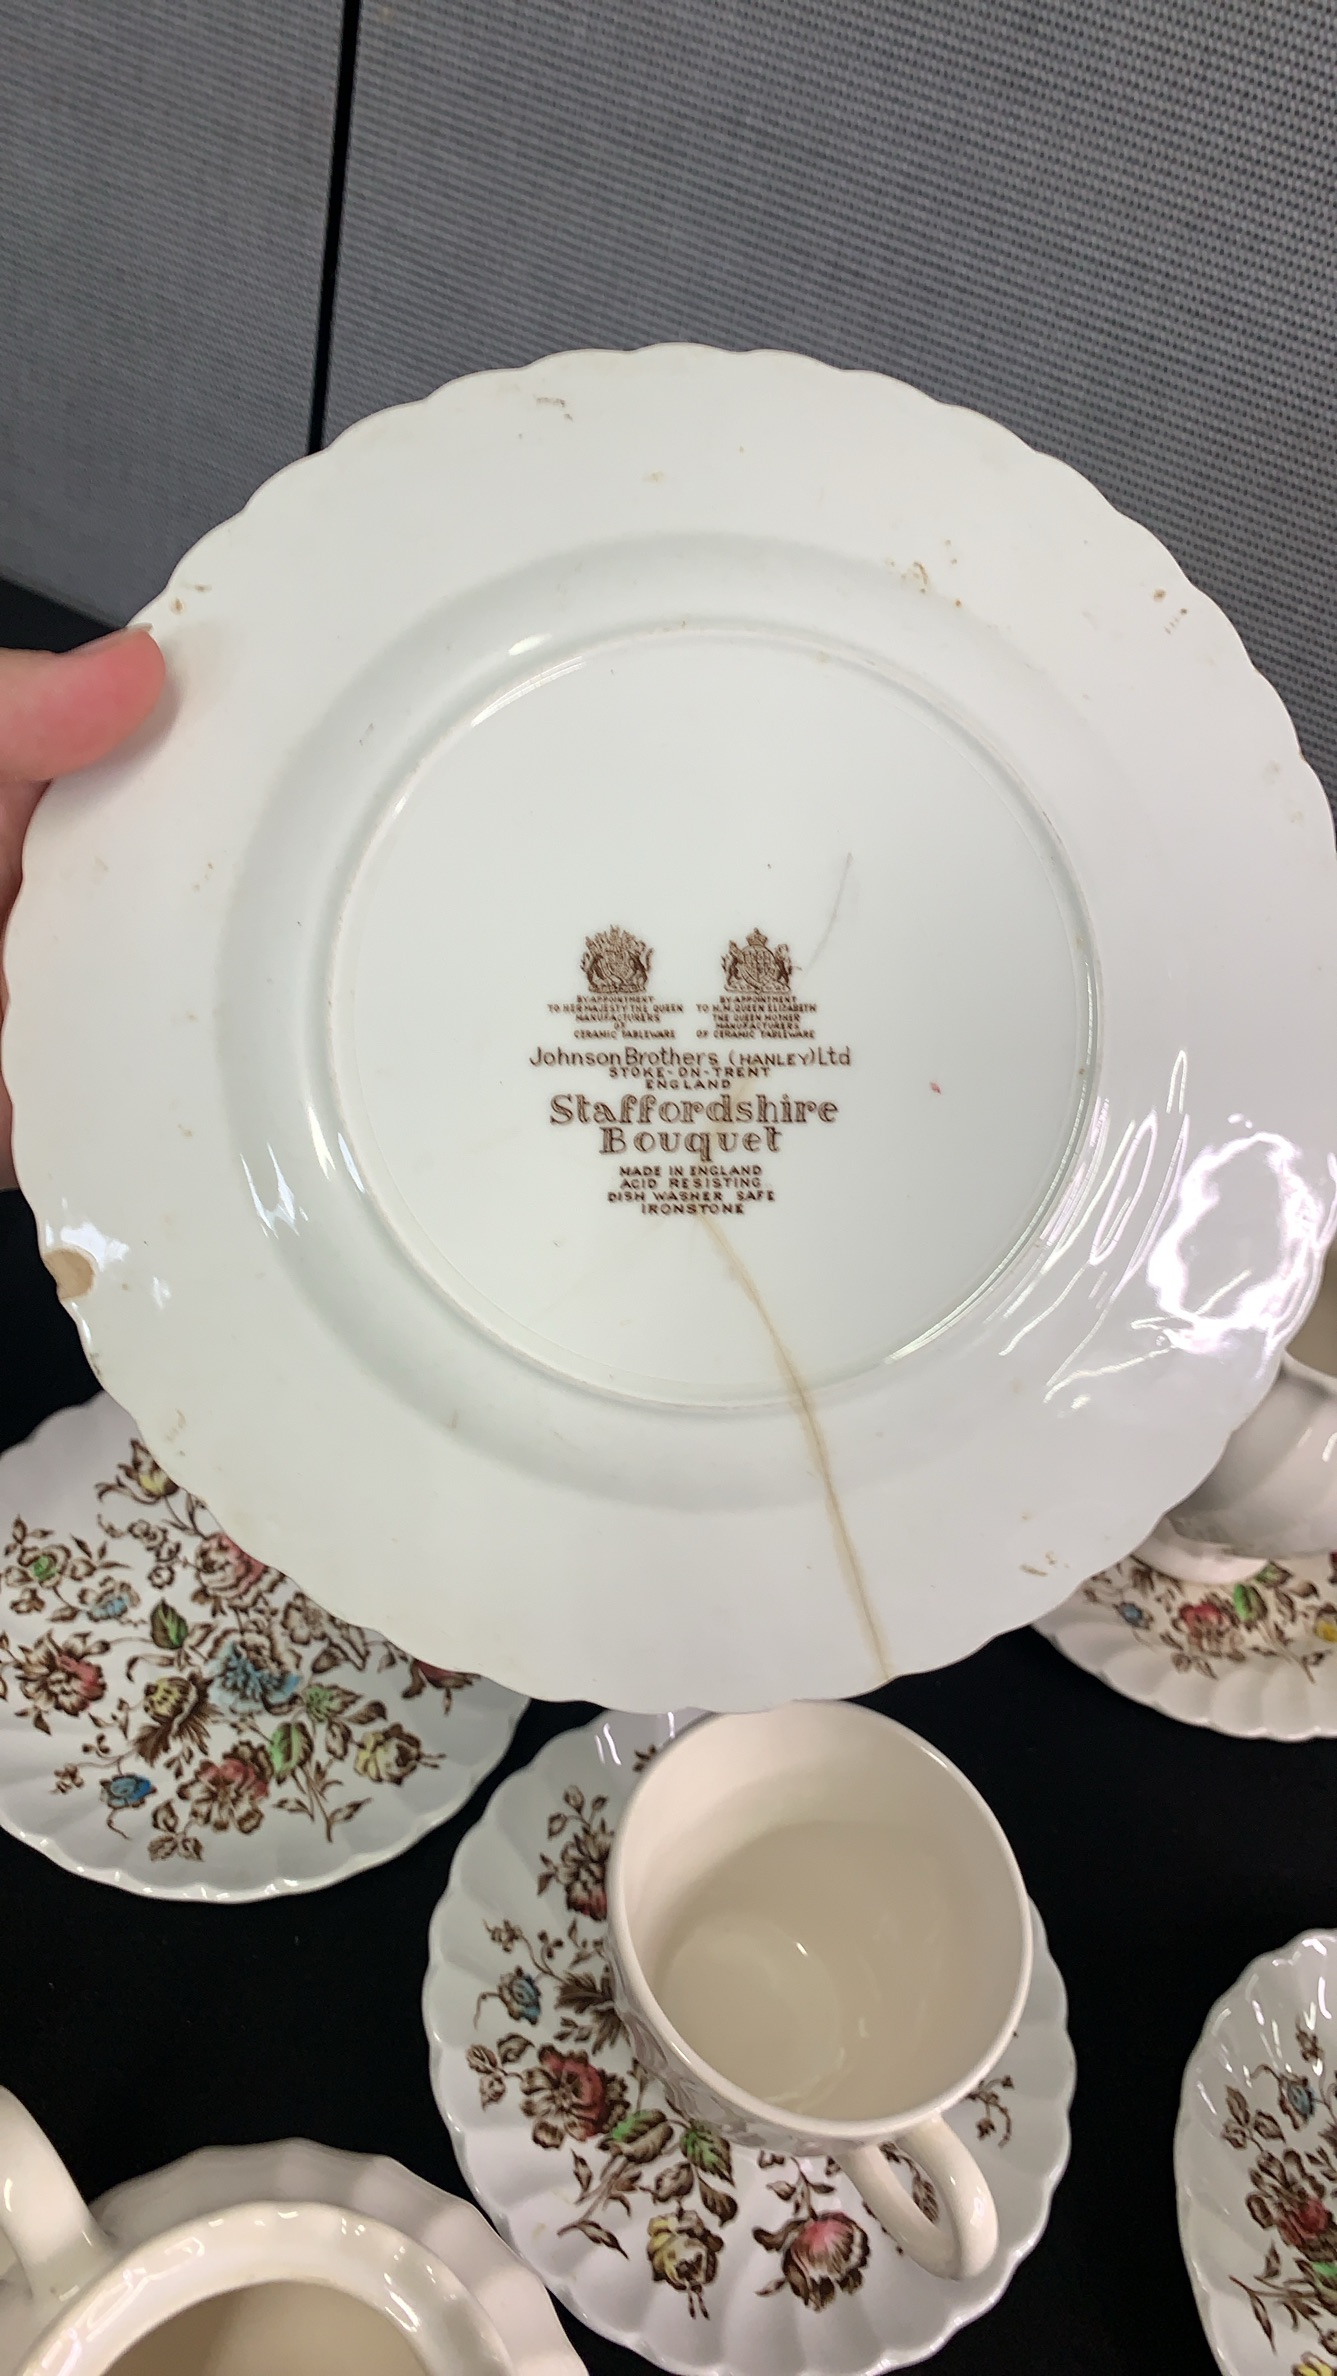 BY APPOINTMENT
TO HER MAJESTY THE QUEEN
MANUFACTURERS
OF
CERAMIC TABLEWARE
BY APPOINTMENT
TO H.M. QUEEN ELIZABETH
THE QUEEN MOTHER
MANUFACTURERS
OF CERAMIC TABLEWARE
Johnson Brothers (HANLEY) Ltd
STOKE-ON-TRENT
ENGLAND
Staffordshire
Bouquet
MADE IN ENGLAND
ACID RESISTING
DISH WASHER SAFE
IRONSTONE